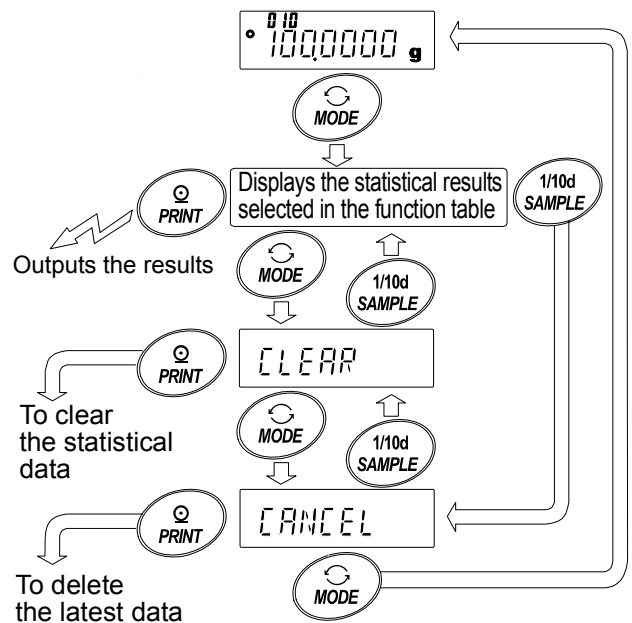 010
100.0000 g
MODE
Displays the statistical results
selected in the function table
1/10d
SAMPLE
PRINT
Outputs the results
MODE
1/10d
SAMPLE
PRINT
CLEAR
To clear
the statistical
data
MODE
1/10d
SAMPLE
PRINT
CANCEL
To delete
the latest data
MODE